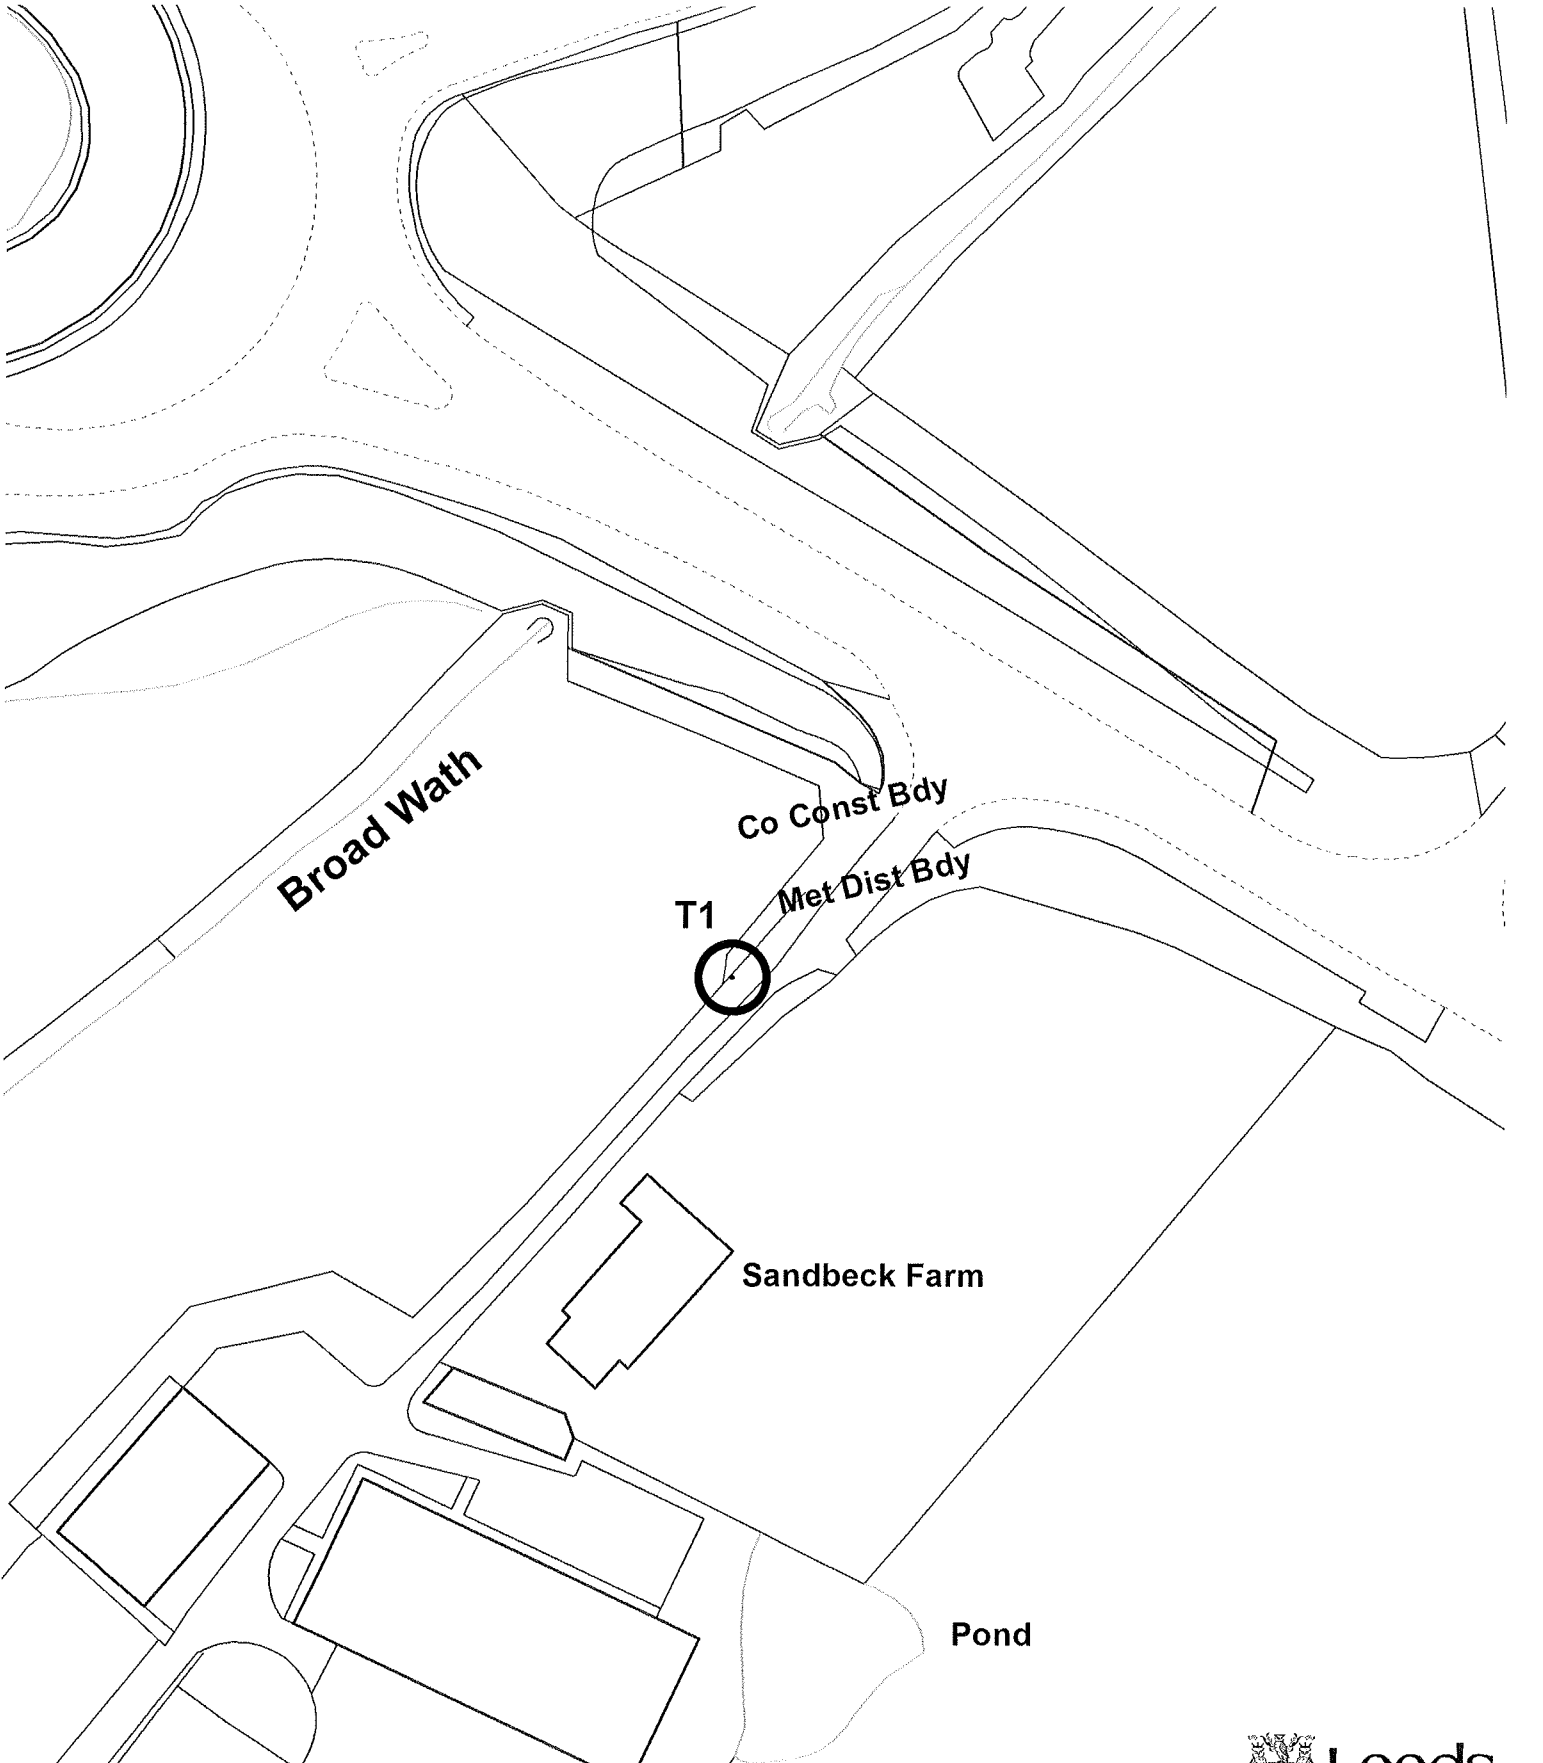 Broad Wath
Co Const Bdy
Met Dist Bdy
T1
Sandbeck Farm
Pond
Leeds